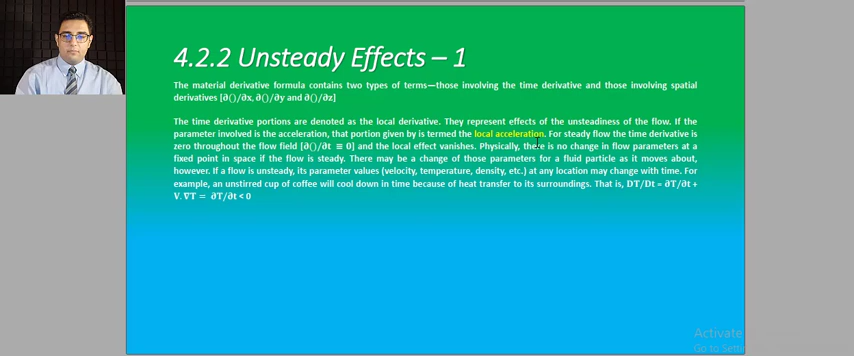 4.2.2 Unsteady Effects – 1
The material derivative formula contains two types of terms—those involving the time derivative and those involving spatial
derivatives [∂()/∂x, ∂()/∂y and ∂()/∂z]
The time derivative portions are denoted as the local derivative. They represent effects of the unsteadiness of the flow. If the
parameter involved is the acceleration, that portion given by is termed the local acceleration. For steady flow the time derivative is
zero throughout the flow field [∂()/∂t ≡ 0] and the local effect vanishes. Physically, there is no change in flow parameters at a
fixed point in space if the flow is steady. There may be a change of those parameters for a fluid particle as it moves about,
however. If a flow is unsteady, its parameter values (velocity, temperature, density, etc.) at any location may change with time. For
example, an unstirred cup of coffee will cool down in time because of heat transfer to its surroundings. That is, DT/Dt = ∂T/∂t +
V. ∇T = ∂T/∂t < 0
Activate
Go to